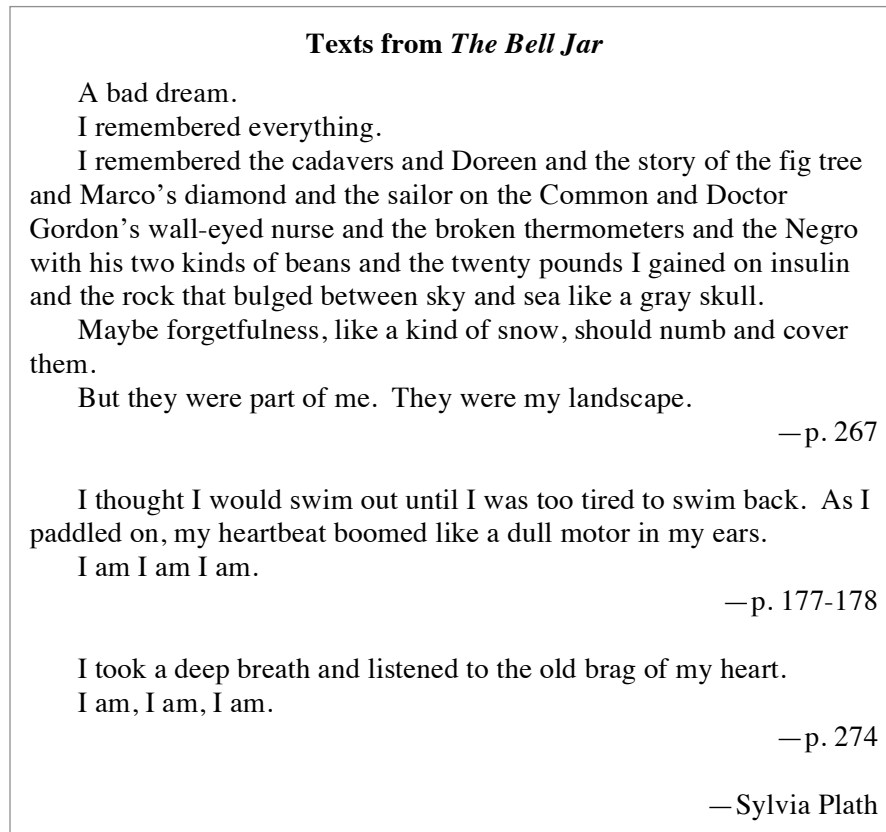 Texts from The Bell Jar
A bad dream.
I remembered everything.
I remembered the cadavers and Doreen and the story of the fig tree
and Marco’s diamond and the sailor on the Common and Doctor
Gordon’s wall-eyed nurse and the broken thermometers and the Negro
with his two kinds of beans and the twenty pounds I gained on insulin
and the rock that bulged between sky and sea like a gray skull.
Maybe forgetfulness, like a kind of snow, should numb and cover
them.
But they were part of me.  They were my landscape.
—p. 267
I thought I would swim out until I was too tired to swim back.  As I
paddled on, my heartbeat boomed like a dull motor in my ears.
I am I am I am.
—p. 177-178
I took a deep breath and listened to the old brag of my heart.
I am, I am, I am.
—p. 274
—Sylvia Plath